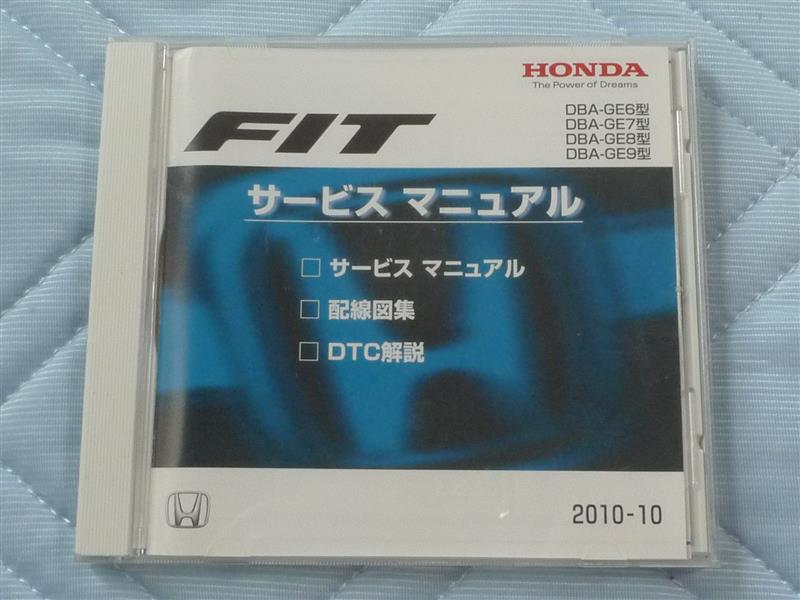 HONDA
The Power of Dreams
FIT
DBA-GE6型
DBA-GE7型
DBA-GE8型
DBA-GE9型
サービス マニュアル
□ サービス マニュアル
□ 配線図集
□ DTC解説
2010-10